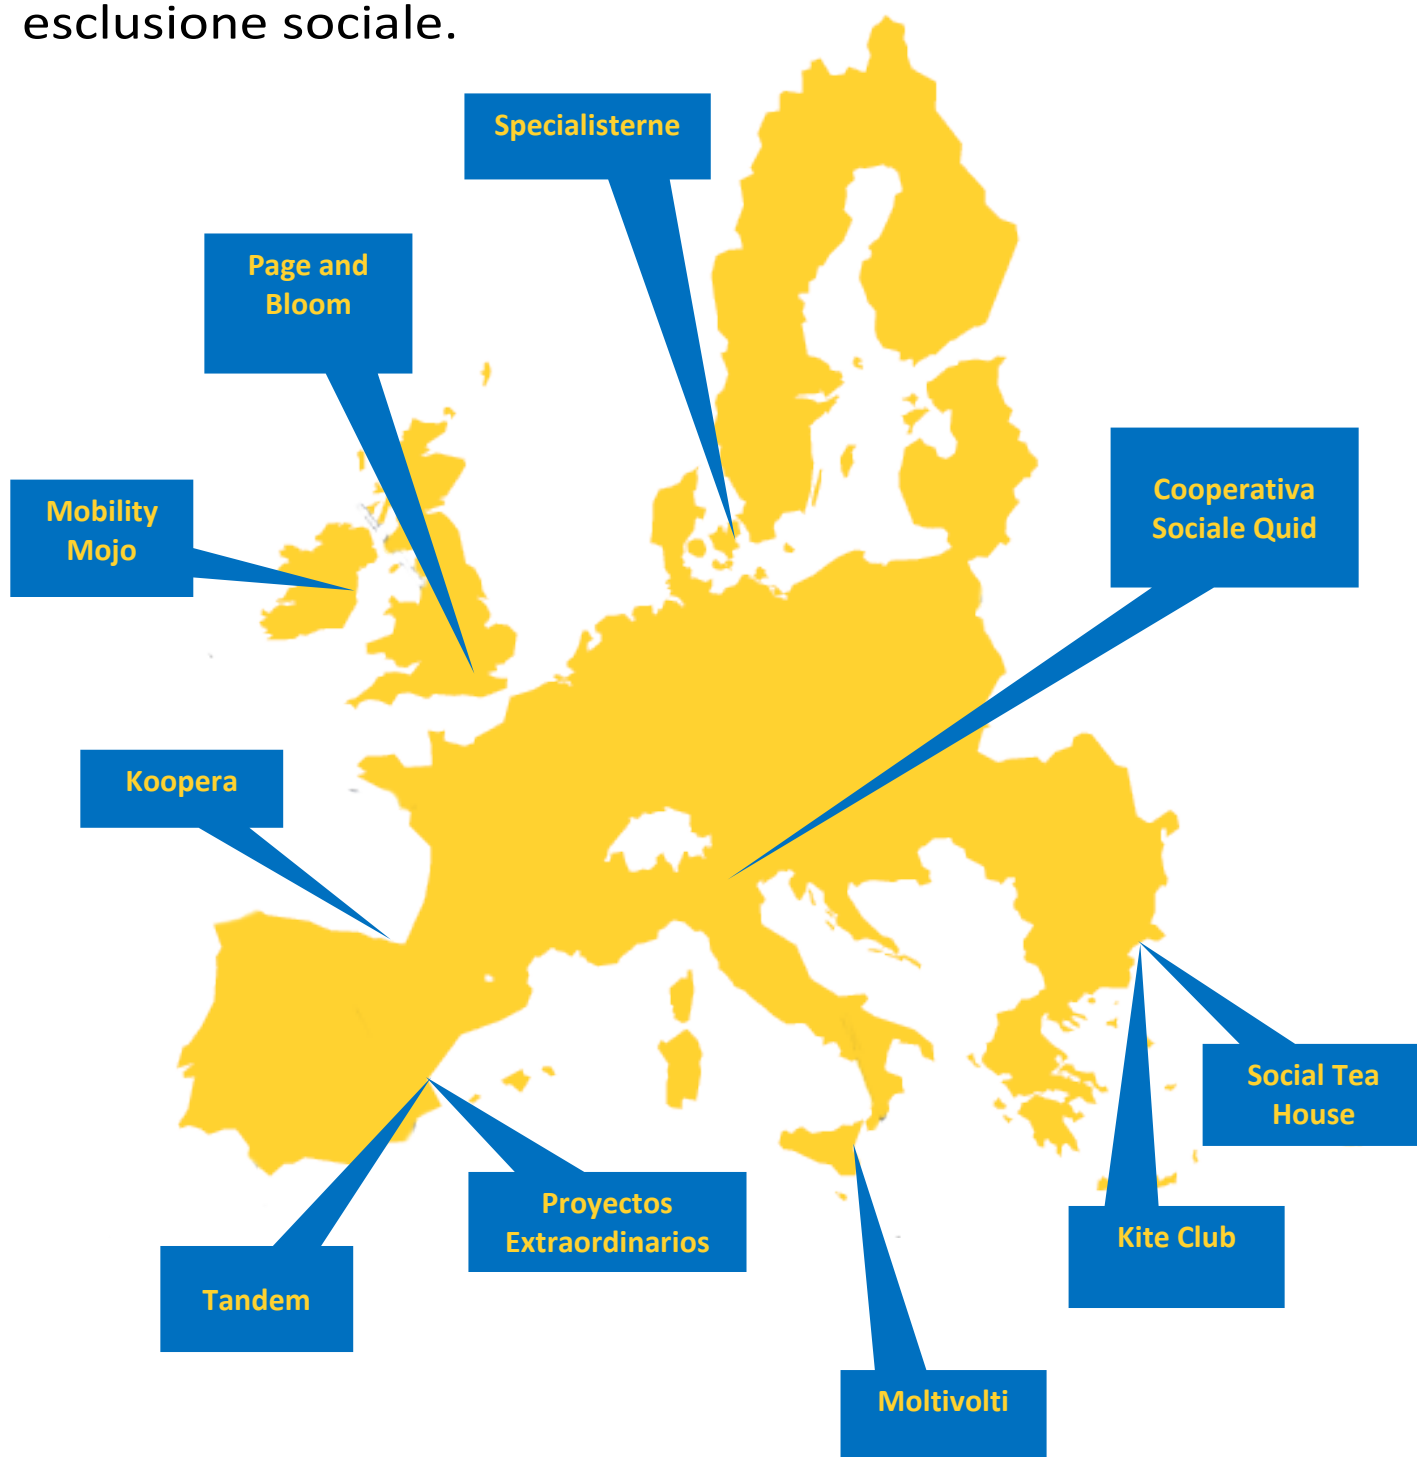 esclusione sociale.
Specialisterne
Page and
Bloom
Mobility
Mojo
Cooperativa
Sociale Quid
Koopera
Social Tea
House
Proyectos
Extraordinarios
Kite Club
Tandem
Moltivolti